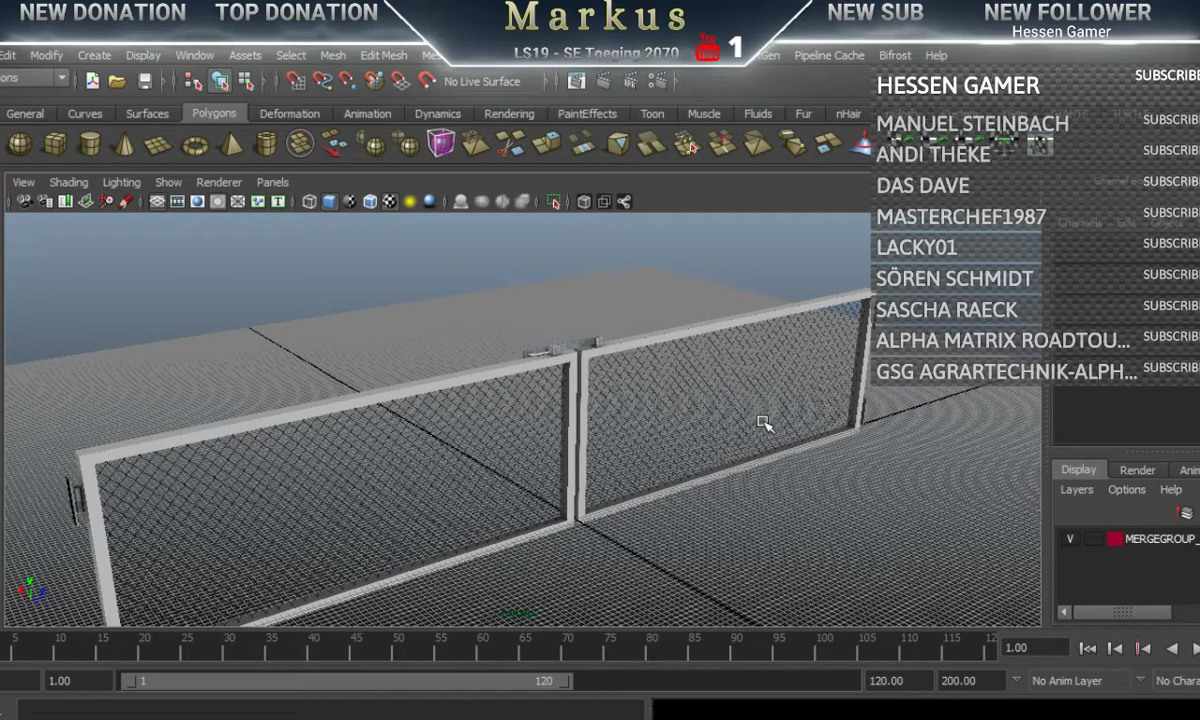 NEW DONATION
TOP DONATION
Markus
NEW SUB
NEW FOLLOWER
Hessen Gamer
LS19 - SE Toeging 2070
You
Tube
1
Edit Modify Create Display Window Assets Select Mesh Edit Mesh
Pipeline Cache Bifrost Help
No Live Surface
HESSEN GAMER
SUBSCRIBE
MANUEL STEINBACH
SUBSCRIBE
ANDI THEKE
SUBSCRIBE
DAS DAVE
SUBSCRIBE
MASTERCHEF1987
SUBSCRIBE
LACKY01
SUBSCRIBE
SÖREN SCHMIDT
SUBSCRIBE
SASCHA RAECK
SUBSCRIBE
ALPHA MATRIX ROADTOU...
SUBSCRIBE
GSG AGRARTECHNIK-ALPH...
SUBSCRIBE
General Curves Surfaces Polygons Deformation Animation Dynamics Rendering PaintEffects Toon Muscle Fluids Fur nHair
View Shading Lighting Show Renderer Panels
Display Render Anim
Layers Options Help
V
MERGEGROUP_
5 10 15 20 25 30 35 40 45 50 55 60 65 70 75 80 85 90 95 100 105 110 115 12
1.00
1.00
1
120
120.00
200.00
No Anim Layer
No Chara